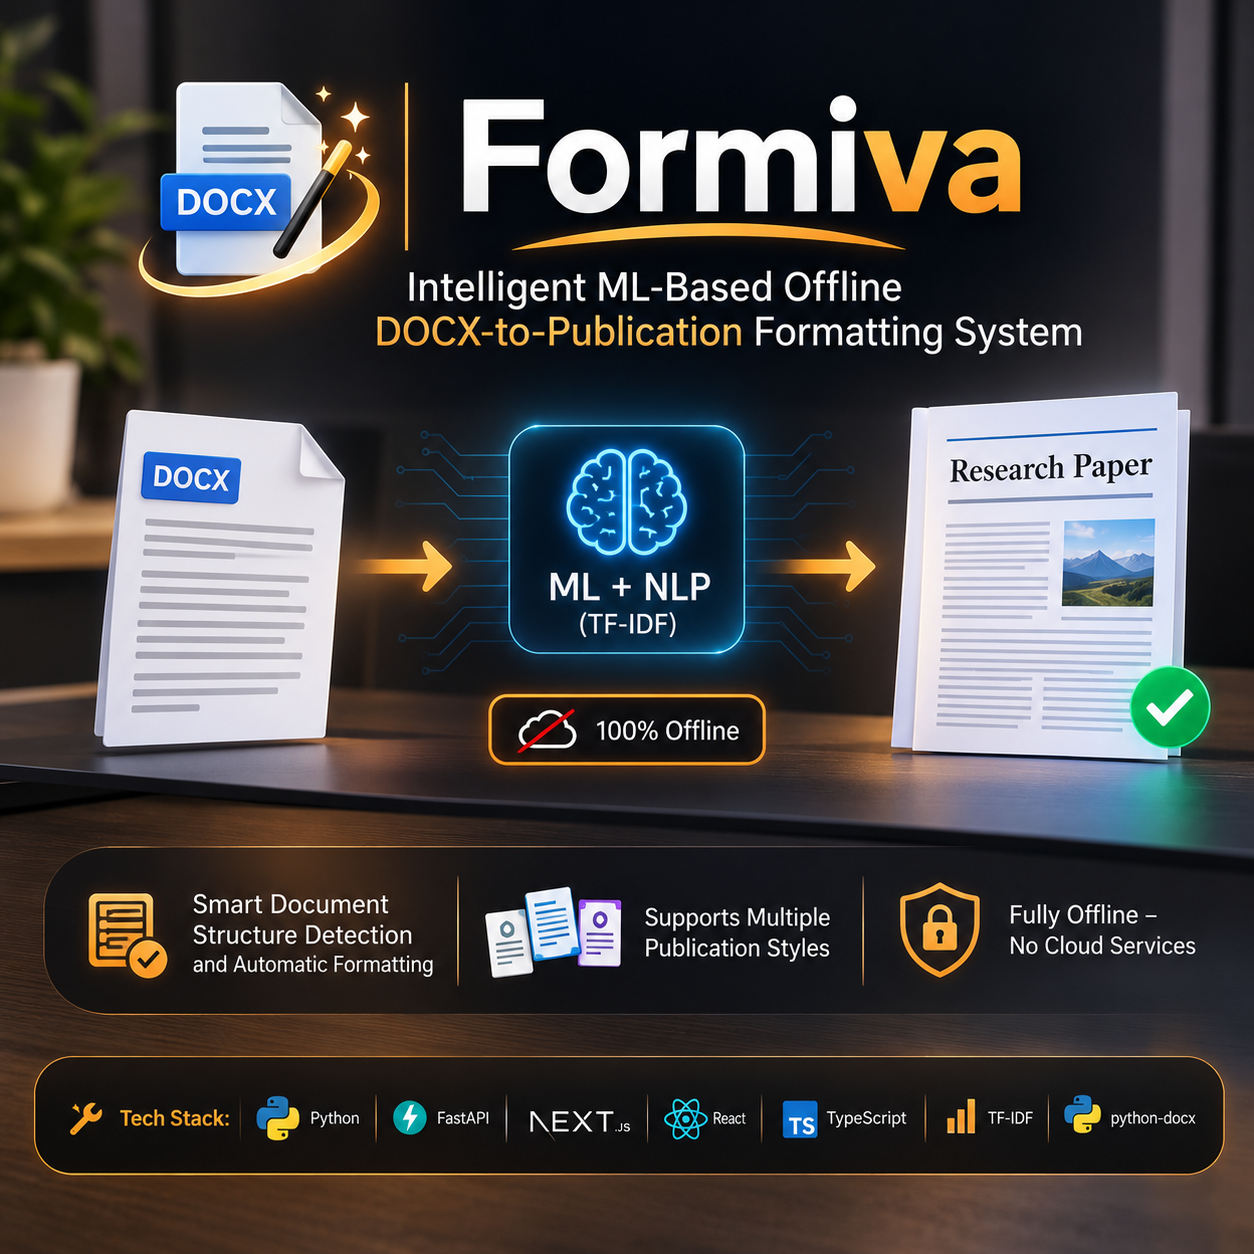 DOCX
Formiva
Intelligent ML-Based Offline
DOCX-to-Publication Formatting System
DOCX
ML + NLP
(TF-IDF)
Research Paper
100% Offline
Smart Document
Structure Detection
and Automatic Formatting
Supports Multiple
Publication Styles
Fully Offline –
No Cloud Services
Tech Stack:
Python
FastAPI
NEXT.JS
React
TS
TypeScript
TF-IDF
python-docx